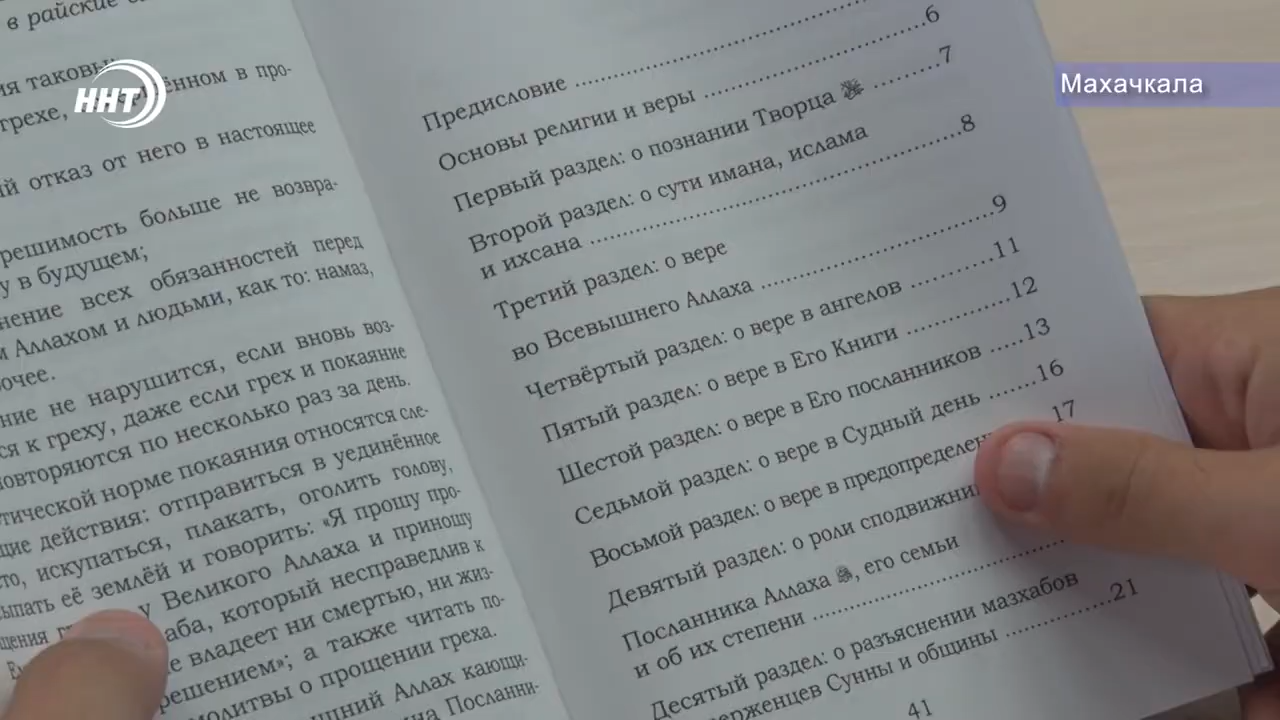 ННТ
Махачкала
в райские
ия таковы
грехе, в про-
отказ от него в настоящее
решимость больше не возвра-
у в будущем;
всех обязанностей перед
Аллахом и людьми, как то: намаз,
ние не нарушится, если вновь воз-
ся к греху, даже если грех и покаяние
повторяются по несколько раз за день.
норме покаяния относятся сле-
действия: отправиться в уединённое
искупаться, плакать, оголить голову,
её землёй и говорить: «Я прошу про-
у Великого Аллаха и приношу
который несправедлив к
владеет ни смертью, ни жиз-
а также читать по-
о прощении греха.
Аллах кающи-
Посланни-
Предисловие
Основы религии и веры ..........6
Первый раздел: о познании Творца ........7
Второй раздел: о сути имана, ислама
и ихсана ..........8
Третий раздел: о вере
во Всевышнего Аллаха ..........9
Четвёртый раздел: о вере в ангелов ..........11
Пятый раздел: о вере в Его Книги ..........12
Шестой раздел: о вере в Его посланников .....13
Седьмой раздел: о вере в Судный день ......16
Восьмой раздел: о вере в 17
Девятый раздел: о роли
Посланника Аллаха , его семьи
и об их степени ..........
Десятый раздел: о разъяснении мазхабов
Сунны и общины ..........21
41